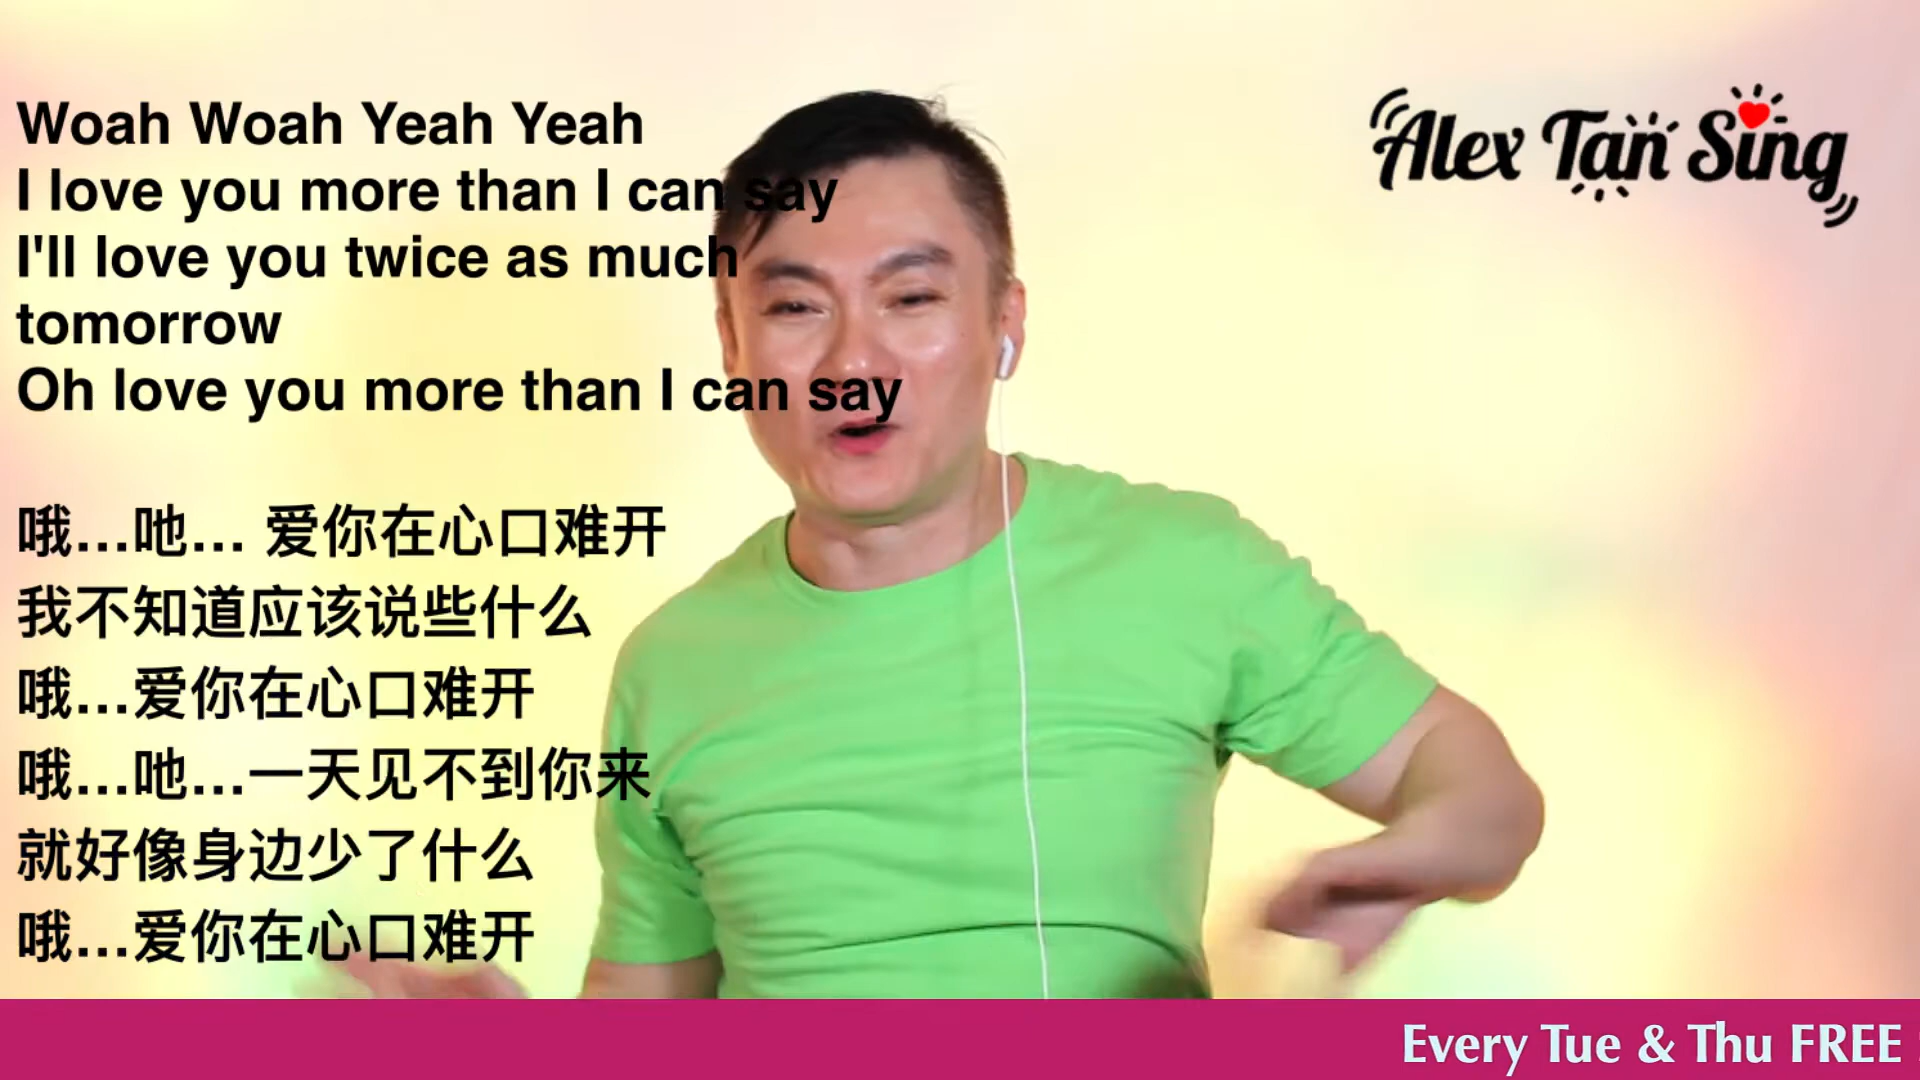 Woah Woah Yeah Yeah
I love you more than I can say
I'll love you twice as much
tomorrow
Oh love you more than I can say
哦...吔... 爱你在心口难开
我不知道应该说些什么
哦...爱你在心口难开
哦...吔...一天见不到你来
就好像身边少了什么
哦...爱你在心口难开
Alex Tan Sing
Every Tue & Thu FREE